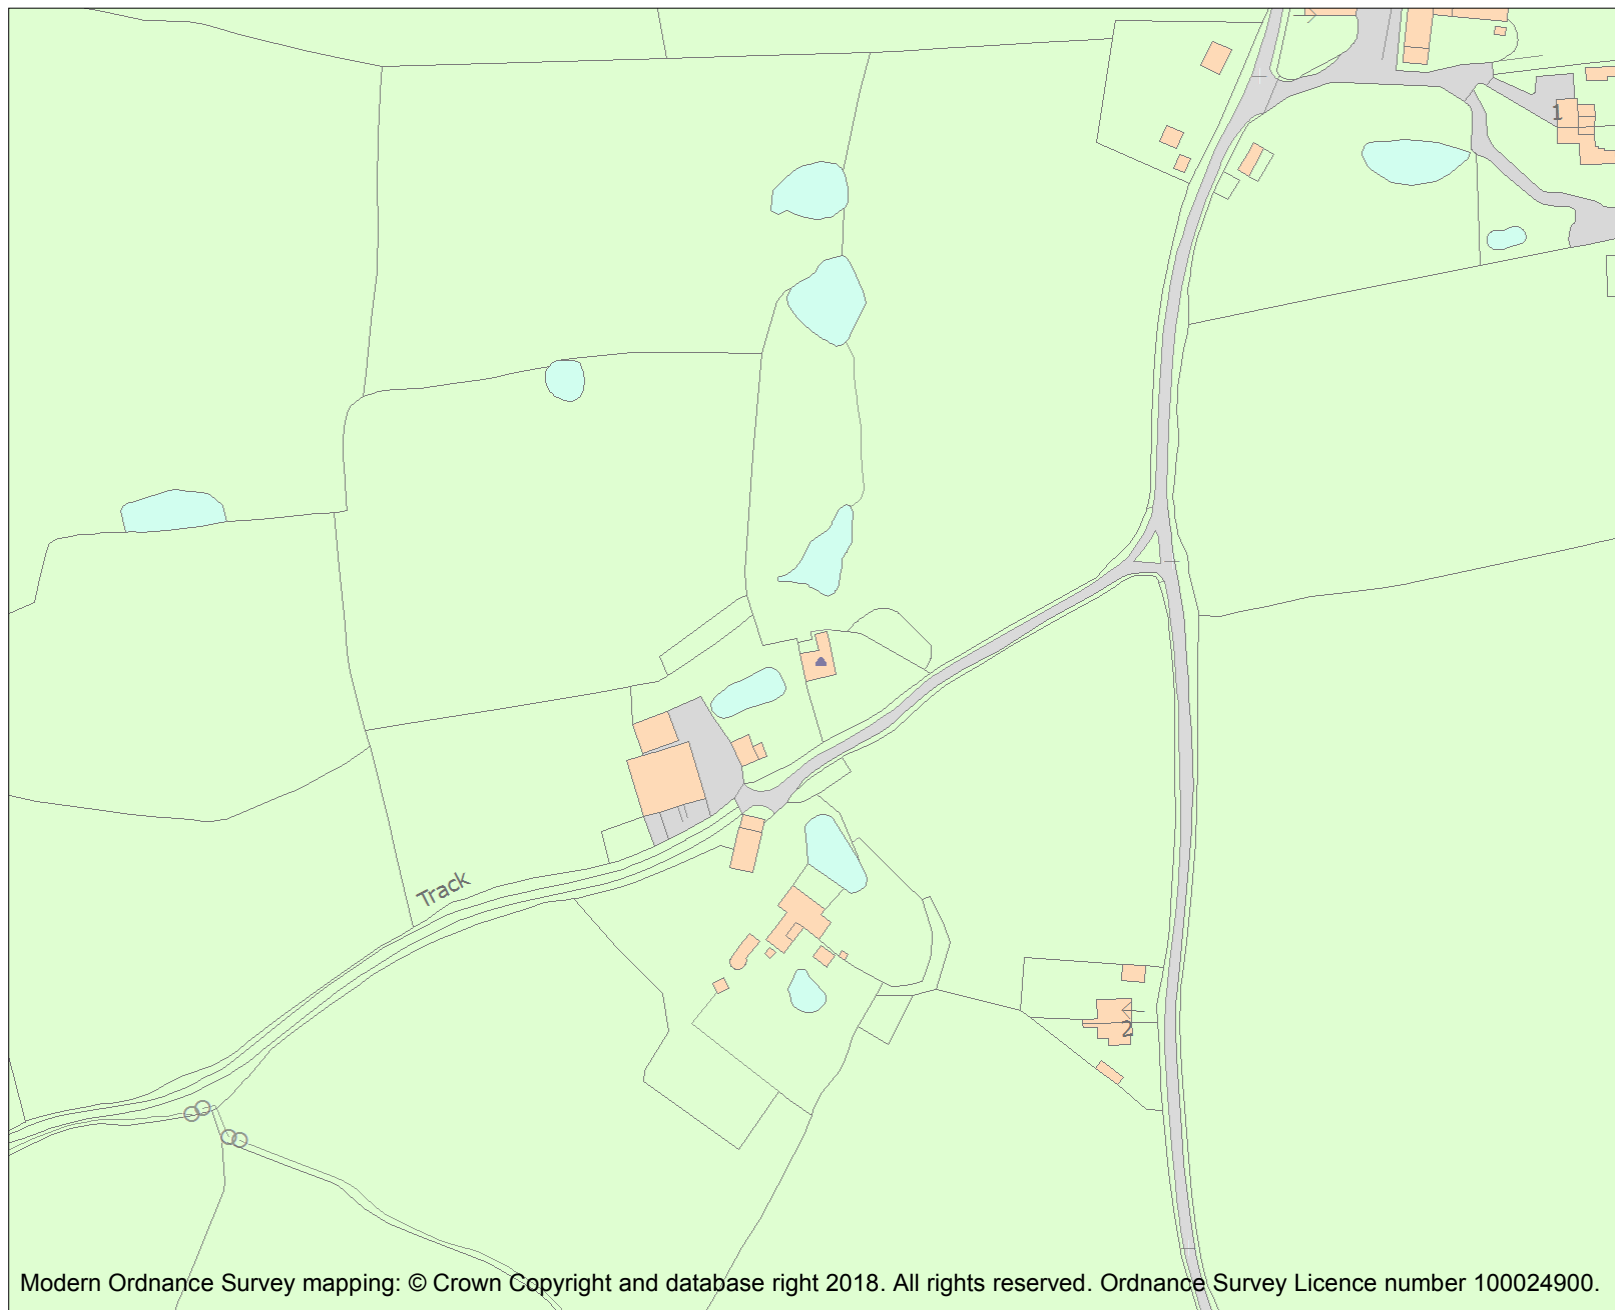 1
Track
2
Modern Ordnance Survey mapping: © Crown Copyright and database right 2018. All rights reserved. Ordnance Survey Licence number 100024900.